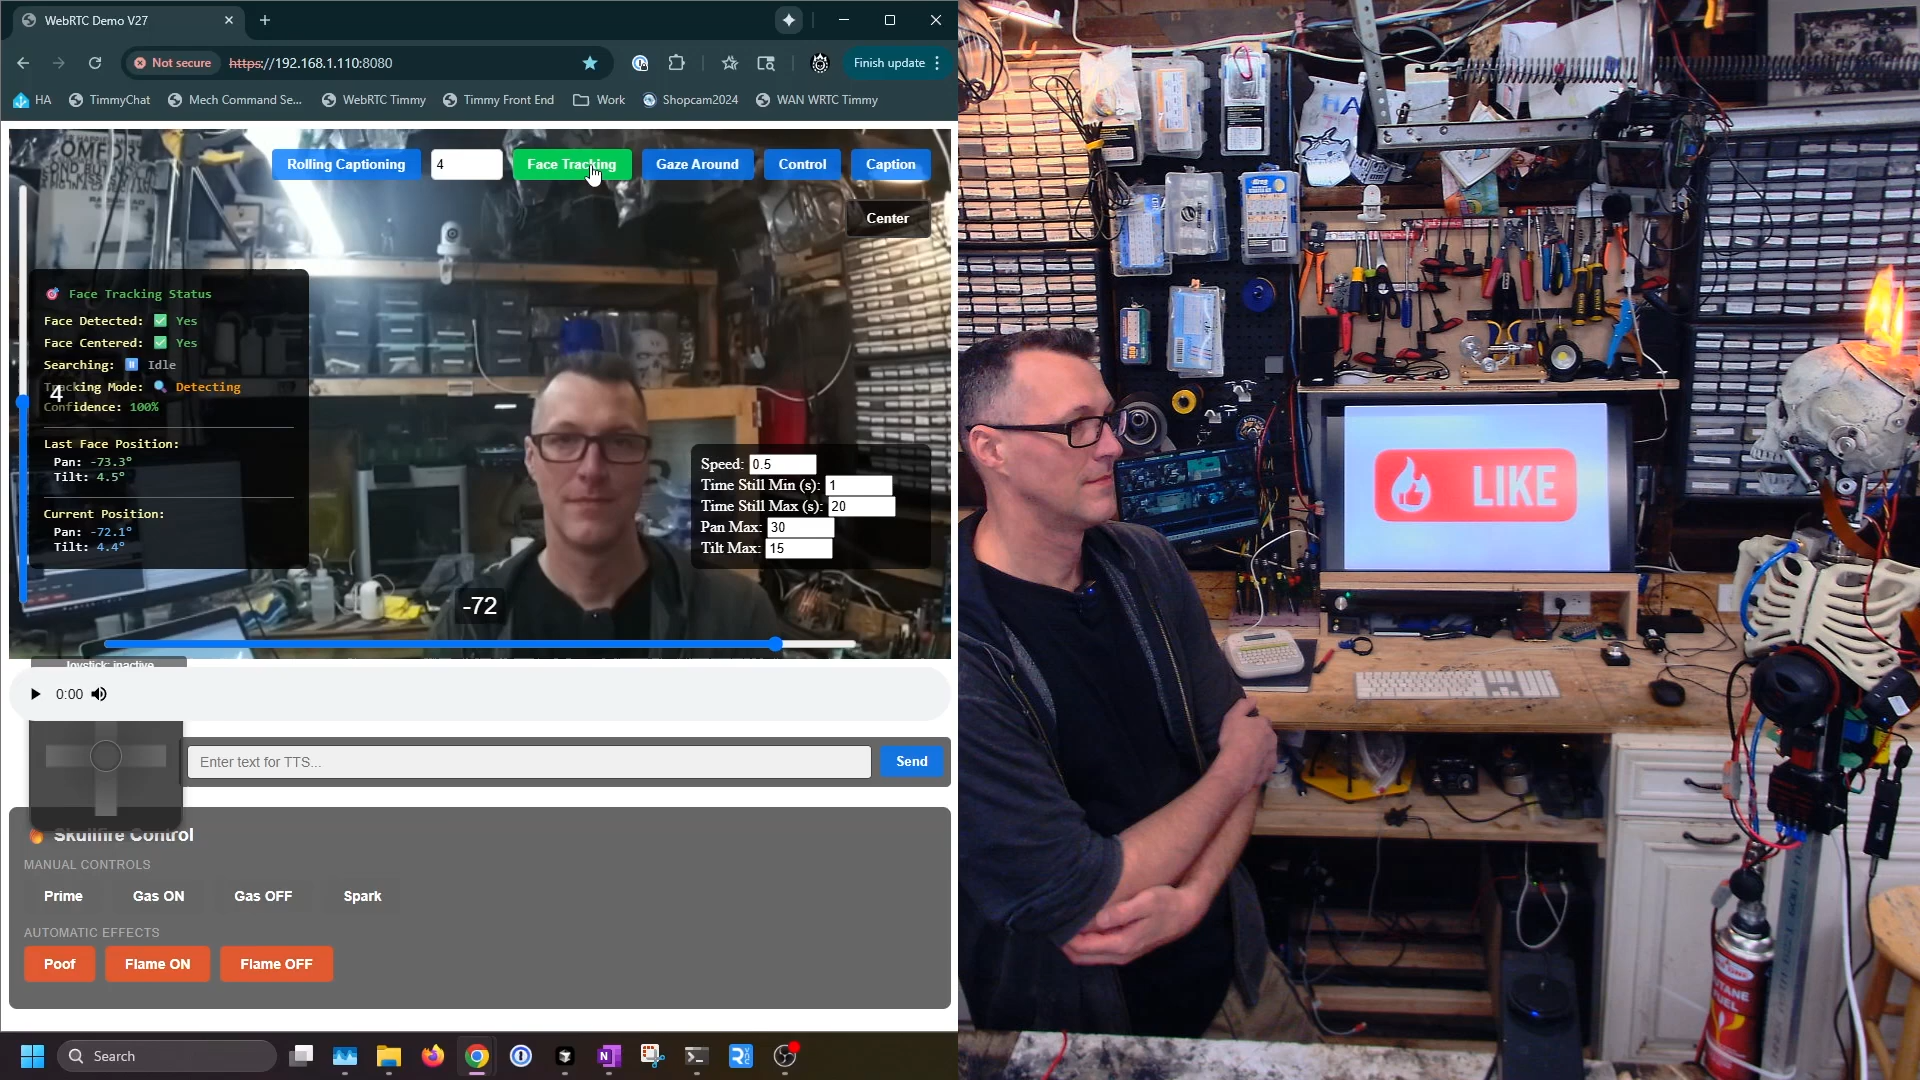 WebRTC Demo V27
Not secure
https://192.168.1.110:8080
Finish update
HA
TimmyChat
Mech Command Se...
WebRTC Timmy
Timmy Front End
Work
Shopcam2024
WAN WRTC Timmy
Rolling Captioning
4
Face Tracking
Gaze Around
Control
Caption
Center
Face Tracking Status
Face Detected: ✅ Yes
Face Centered: ✅ Yes
Searching: ⏸ Idle
Tracking Mode: 🔍 Detecting
4
Confidence: 100%
Last Face Position:
Pan: -73.3°
Tilt: 4.5°
Current Position:
Pan: -72.1°
Tilt: 4.4°
Speed: 0.5
Time Still Min (s): 1
Time Still Max (s): 20
Pan Max: 30
Tilt Max: 15
-72
Joystick: inactive
0:00
Enter text for TTS...
Send
Skullfire Control
MANUAL CONTROLS
Prime
Gas ON
Gas OFF
Spark
AUTOMATIC EFFECTS
Poof
Flame ON
Flame OFF
Search
HA
LIKE
BUTANE
FUEL